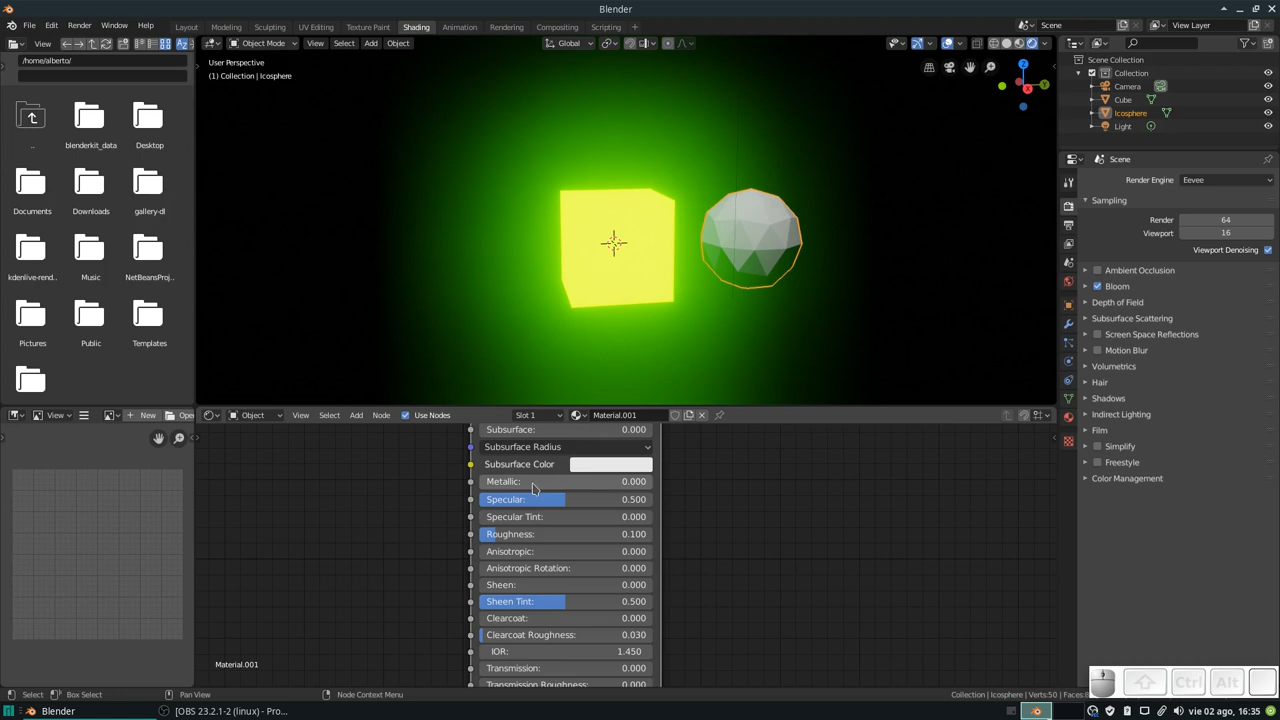 Blender
File Edit Render Window Help
Layout Modeling Sculpting UV Editing Texture Paint Shading Animation Rendering Compositing Scripting
Scene View Layer
View
Object Mode View Select Add Object Global
/home/alberto/
User Perspective
(1) Collection | Icosphere
Scene Collection
Collection
Camera
Cube
Icosphere
Light
.. blenderkit_data Desktop
Documents Downloads gallery-dl
kdenlive-rend... Music NetBeansProj...
Pictures Public Templates
Z
X
Y
Scene
Render Engine Eevee
Sampling
Render 64
Viewport 16
Viewport Denoising
Ambient Occlusion
Bloom
Depth of Field
Subsurface Scattering
Screen Space Reflections
Motion Blur
Volumetrics
Hair
Shadows
Indirect Lighting
Film
Simplify
Freestyle
Color Management
View New Open
Object View Select Add Node Use Nodes Slot 1 Material.001
Subsurface: 0.000
Subsurface Radius
Subsurface Color
Metallic: 0.000
Specular: 0.500
Specular Tint: 0.000
Roughness: 0.100
Anisotropic: 0.000
Anisotropic Rotation: 0.000
Sheen: 0.000
Sheen Tint: 0.500
Clearcoat: 0.000
Clearcoat Roughness: 0.030
IOR: 1.450
Transmission: 0.000
Transmission Roughness: 0.000
Material.001
Ctrl Alt
Select Box Select Pan View Node Context Menu
Collection | Icosphere | Verts:50 | Faces:
Blender [OBS 23.2.1-2 (linux) - Pro... vie 02 ago, 16:35